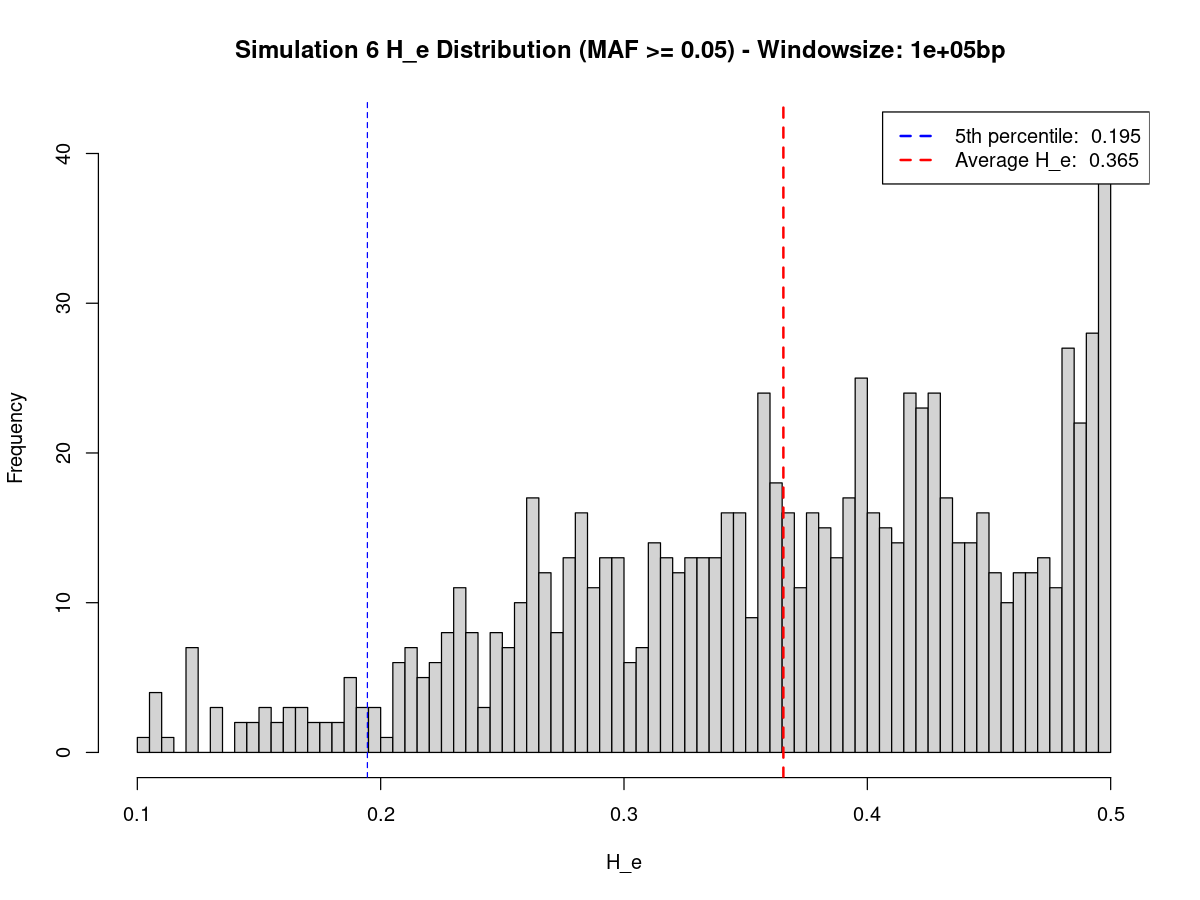 Simulation 6 H_e Distribution (MAF >= 0.05) - Windowsize: 1e+05bp
5th percentile: 0.195
Average H_e: 0.365
40
30
20
10
0
Frequency
0.1 0.2 0.3 0.4 0.5
H_e